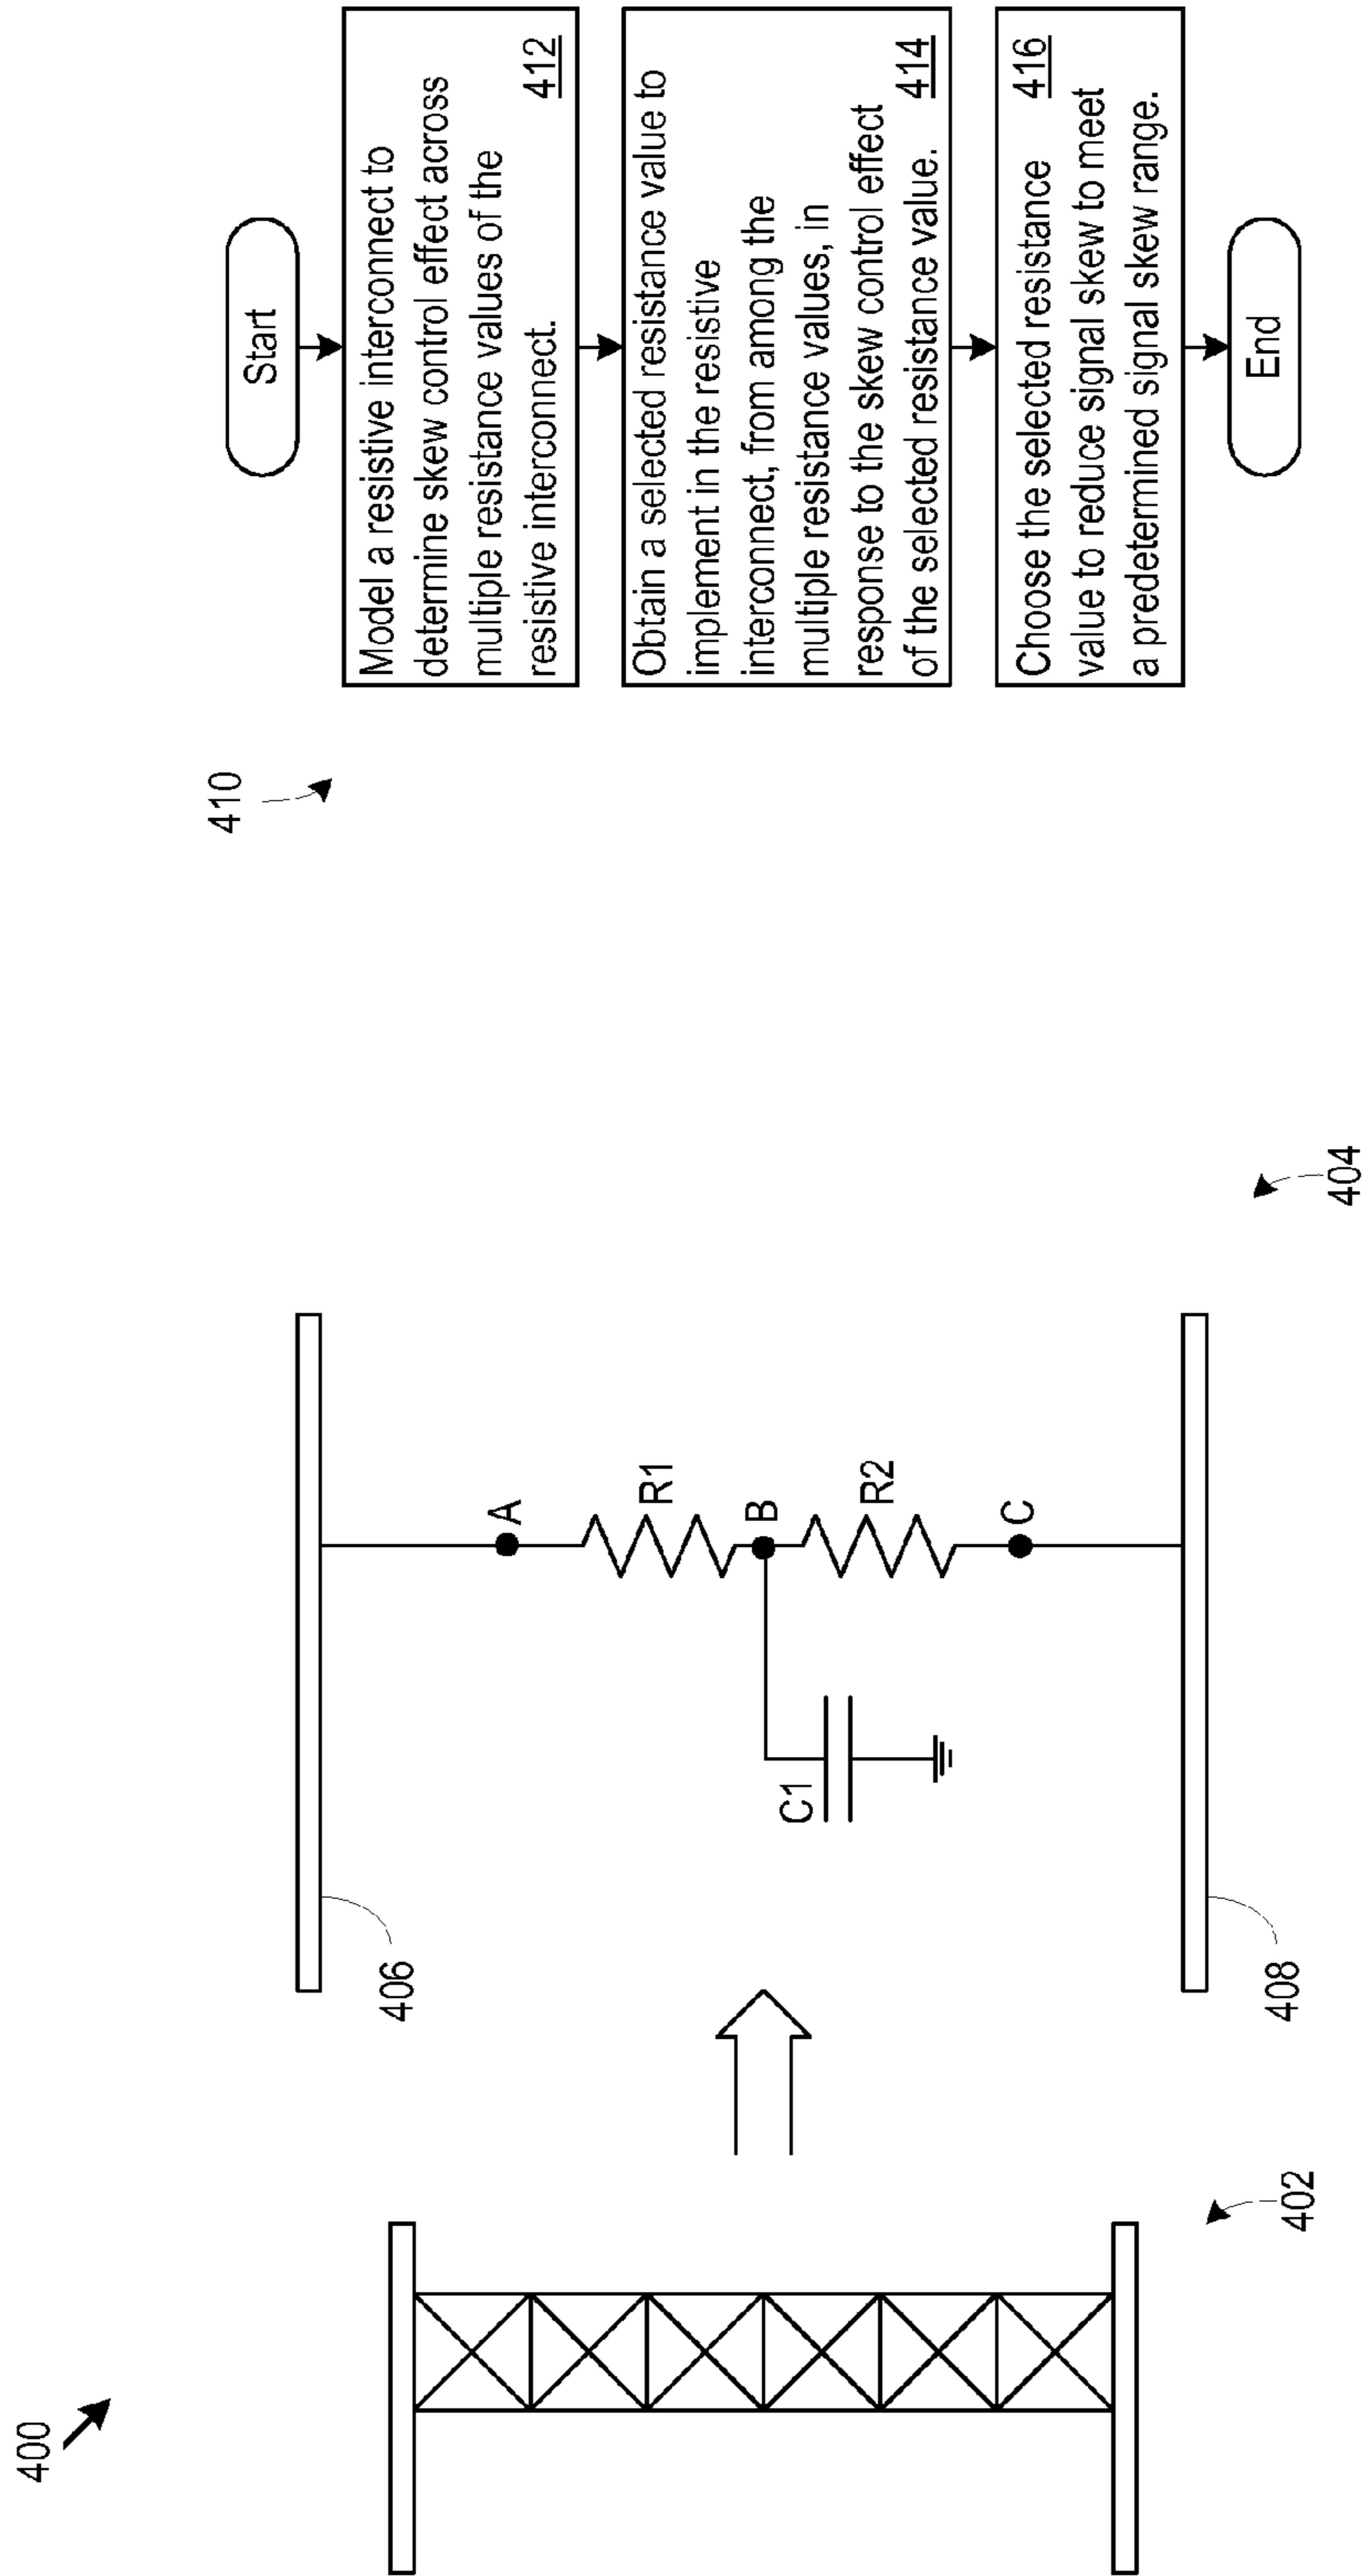 400
402
406
408
A
R1
B
R2
C
C1
404
410
Start
Model a resistive interconnect to
determine skew control effect across
multiple resistance values of the
resistive interconnect.
412
Obtain a selected resistance value to
implement in the resistive
interconnect, from among the
multiple resistance values, in
response to the skew control effect
of the selected resistance value.
414
Choose the selected resistance
416
value to reduce signal skew to meet
a predetermined signal skew range.
End